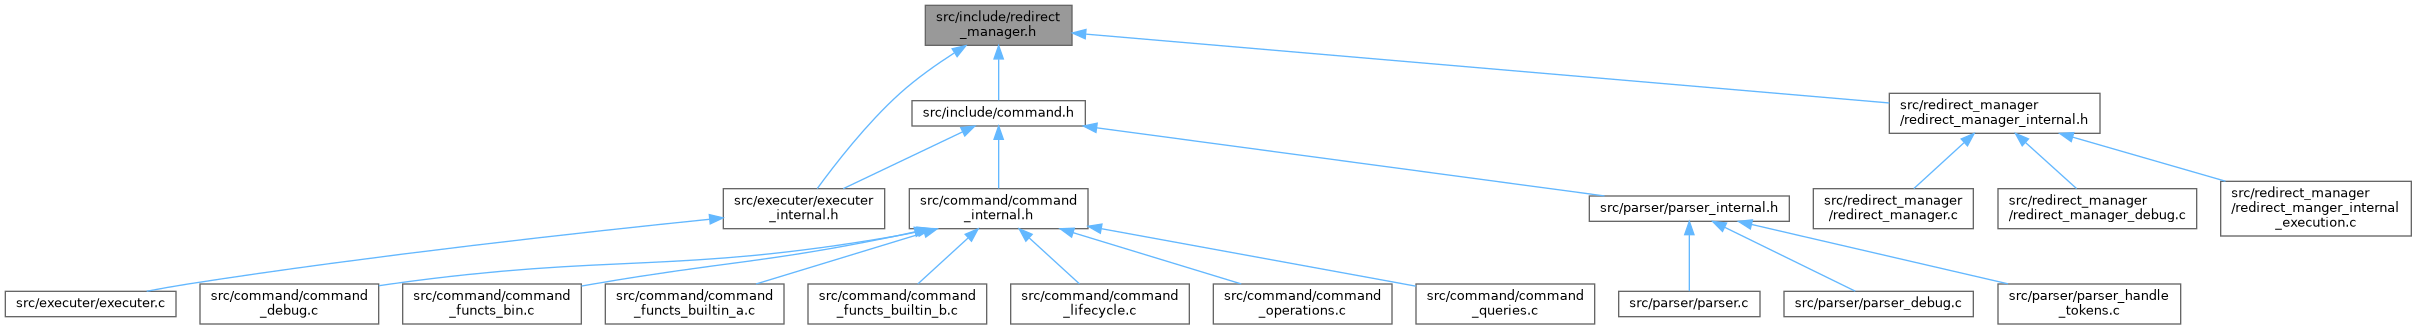 src/include/redirect
_manager.h
src/include/command.h
src/redirect_manager
/redirect_manager_internal.h
src/executer/executer
_internal.h
src/command/command
_internal.h
src/parser/parser_internal.h
src/redirect_manager
/redirect_manager.c
src/redirect_manager
/redirect_manager_debug.c
src/redirect_manager
/redirect_manger_internal
_execution.c
src/executer/executer.c
src/command/command
_debug.c
src/command/command
_functs_bin.c
src/command/command
_functs_builtin_a.c
src/command/command
_functs_builtin_b.c
src/command/command
_lifecycle.c
src/command/command
_operations.c
src/command/command
_queries.c
src/parser/parser.c
src/parser/parser_debug.c
src/parser/parser_handle
_tokens.c